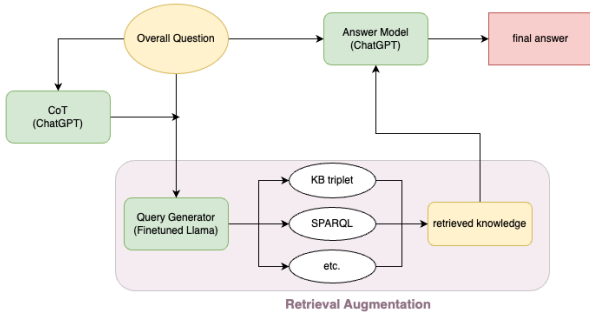 Overall Question
Answer Model
(ChatGPT)
final answer
CoT
(ChatGPT)
KB triplet
Query Generator
(Finetuned Llama)
SPARQL
retrieved knowledge
etc.
Retrieval Augmentation